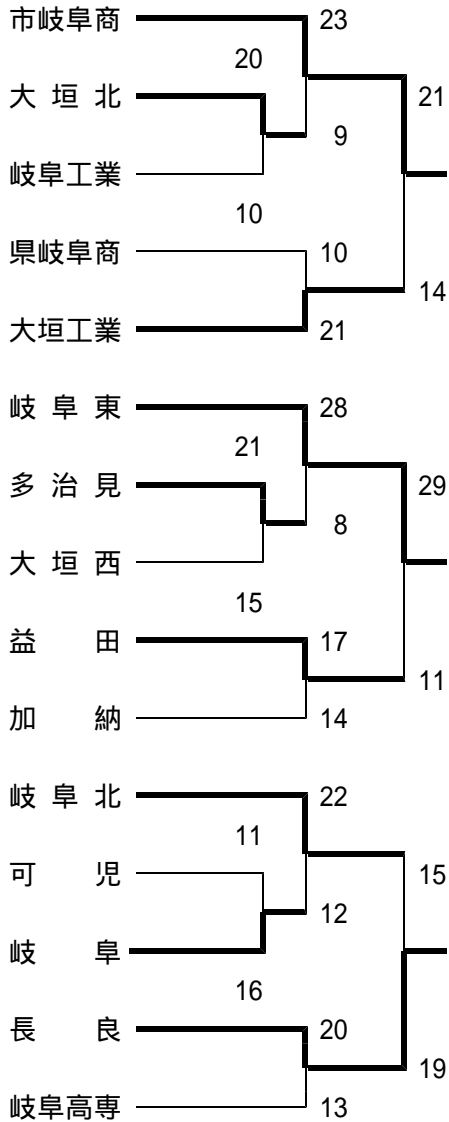 市岐阜商 23
20
大垣北 21
9
岐阜工業
10
県岐阜商 10
14
大垣工業 21
岐阜東 28
21
多治見 29
8
大垣西
15
益田 17
11
加納 14
岐阜北 22
11
可児 15
12
岐阜
16
長良 20
19
岐阜高専 13